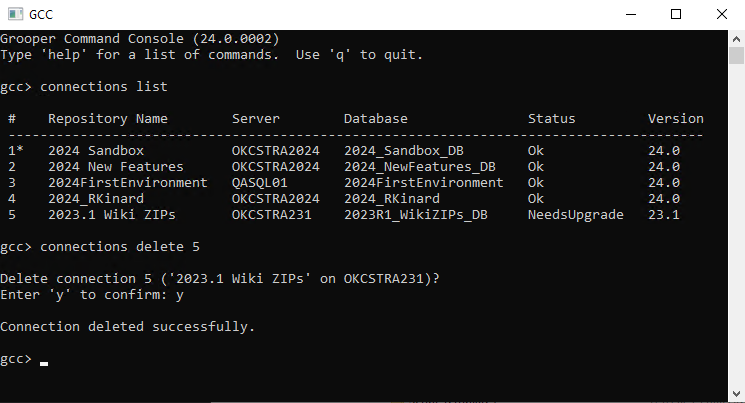 GCC
Grooper Command Console (24.0.0002)
Type 'help' for a list of commands.  Use 'q' to quit.
gcc> connections list
#    Repository Name        Server        Database               Status         Version
---------------------------------------------------------------------------------------
1*   2024 Sandbox           OKCSTRA2024   2024_Sandbox_DB        Ok             24.0
2    2024 New Features      OKCSTRA2024   2024_NewFeatures_DB    Ok             24.0
3    2024FirstEnvironment   QASQL01       2024FirstEnvironment   Ok             24.0
4    2024_RKinard           OKCSTRA2024   2024_RKinard           Ok             24.0
5    2023.1 Wiki ZIPs       OKCSTRA231    2023R1_WikiZIPs_DB     NeedsUpgrade   23.1
gcc> connections delete 5
Delete connection 5 ('2023.1 Wiki ZIPs' on OKCSTRA231)?
Enter 'y' to confirm: y
Connection deleted successfully.
gcc>